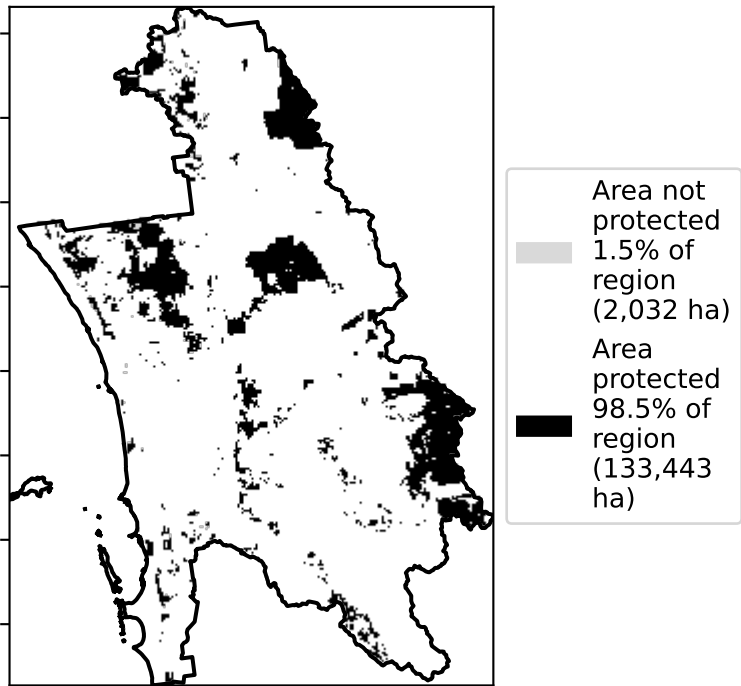 Area not
protected
1.5% of
region
(2,032 ha)
Area
protected
98.5% of
region
(133,443
ha)